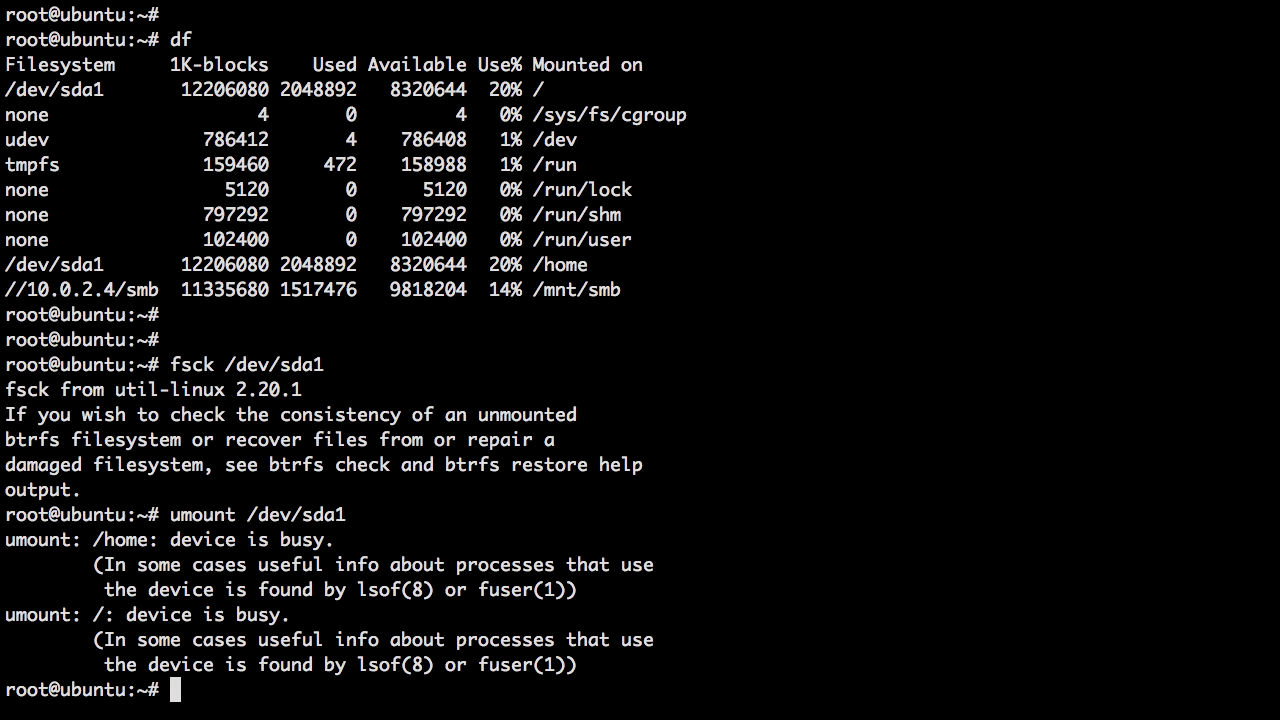 root@ubuntu:~#
root@ubuntu:~# df
Filesystem     1K-blocks    Used Available Use% Mounted on
/dev/sda1       12206080 2048892   8320644  20% /
none                   4       0         4   0% /sys/fs/cgroup
udev              786412       4    786408   1% /dev
tmpfs             159460     472    158988   1% /run
none                5120       0      5120   0% /run/lock
none              797292       0    797292   0% /run/shm
none              102400       0    102400   0% /run/user
/dev/sda1       12206080 2048892   8320644  20% /home
//10.0.2.4/smb  11335680 1517476   9818204  14% /mnt/smb
root@ubuntu:~#
root@ubuntu:~#
root@ubuntu:~# fsck /dev/sda1
fsck from util-linux 2.20.1
If you wish to check the consistency of an unmounted
btrfs filesystem or recover files from or repair a
damaged filesystem, see btrfs check and btrfs restore help
output.
root@ubuntu:~# umount /dev/sda1
umount: /home: device is busy.
        (In some cases useful info about processes that use
         the device is found by lsof(8) or fuser(1))
umount: /: device is busy.
        (In some cases useful info about processes that use
         the device is found by lsof(8) or fuser(1))
root@ubuntu:~#